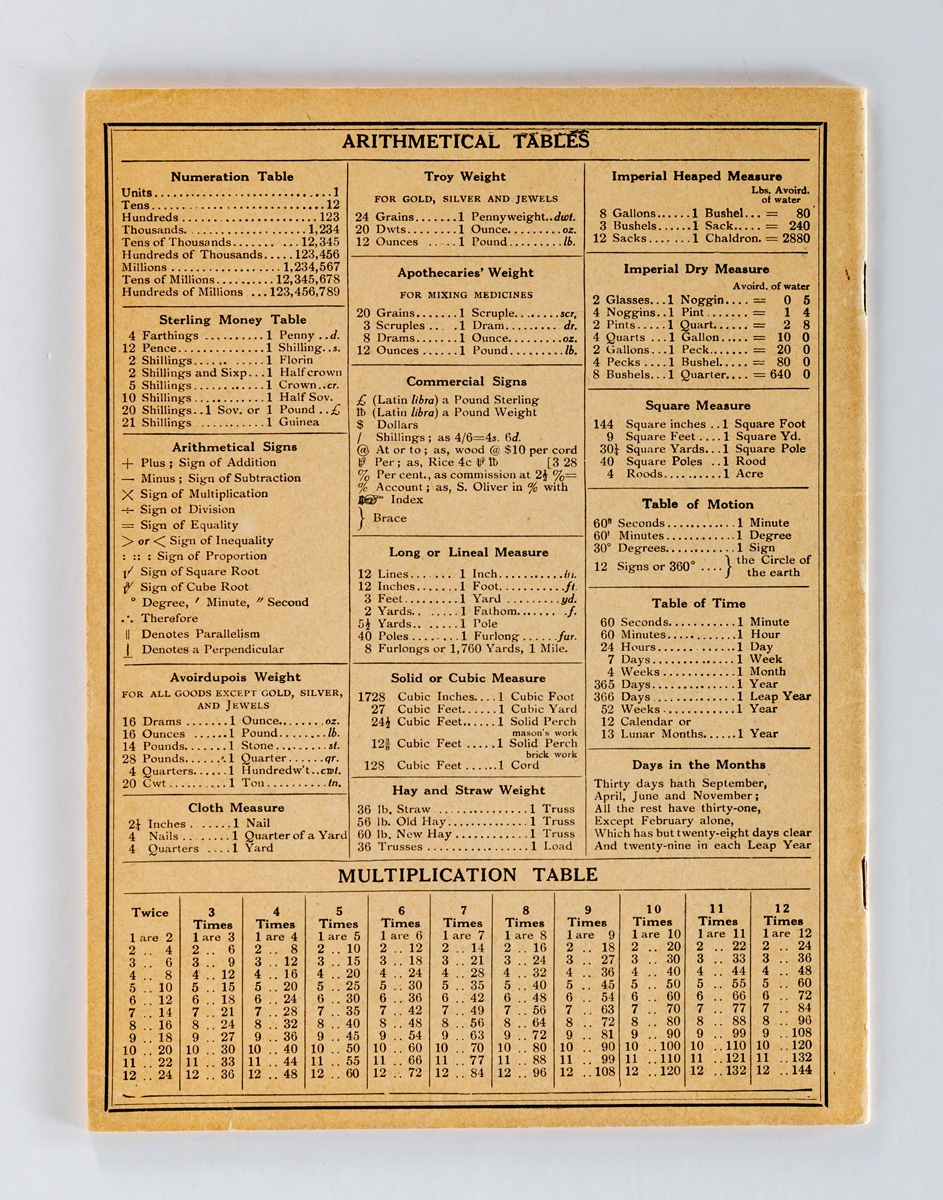 ARITHMETICAL TABLES
Numeration Table
Units..............................1
Tens..............................12
Hundreds........................123
Thousands.....................1,234
Tens of Thousands....... ...12,345
Hundreds of Thousands.....123,456
Millions..................1,234,567
Tens of Millions..........12,345,678
Hundreds of Millions ...123,456,789
Sterling Money Table
4 Farthings..........1 Penny ..d.
12 Pence.............1 Shilling..s.
2 Shillings..........1 Florin
2 Shillings and Sixp...1 Half crown
5 Shillings............1 Crown..cr.
10 Shillings...........1 Half Sov.
20 Shillings..1 Sov. or 1 Pound..£
21 Shillings...........1 Guinea
Arithmetical Signs
+ Plus ; Sign of Addition
— Minus ; Sign of Subtraction
× Sign of Multiplication
÷ Sign of Division
= Sign of Equality
> or < Sign of Inequality
: :: : Sign of Proportion
√ Sign of Square Root
∛ Sign of Cube Root
° Degree, ′ Minute, ″ Second
∴ Therefore
|| Denotes Parallelism
⊥ Denotes a Perpendicular
Avoirdupois Weight
FOR ALL GOODS EXCEPT GOLD, SILVER,
AND JEWELS
16 Drams.......1 Ounce.......oz.
16 Ounces......1 Pound........lb.
14 Pounds.......1 Stone........st.
28 Pounds.......1 Quarter......qr.
4 Quarters......1 Hundredw't..cwt.
20 Cwt..........1 Ton..........tn.
Cloth Measure
2¼ Inches.......1 Nail
4 Nails........1 Quarter of a Yard
4 Quarters ....1 Yard
Troy Weight
FOR GOLD, SILVER AND JEWELS
24 Grains.......1 Pennyweight..dwt.
20 Dwts........1 Ounce.........oz.
12 Ounces .....1 Pound.........lb.
Apothecaries' Weight
FOR MIXING MEDICINES
20 Grains.......1 Scruple........scr,
3 Scruples ....1 Dram.........dr.
8 Drams........1 Ounce.........oz.
12 Ounces ......1 Pound.........lb.
Commercial Signs
£ (Latin libra) a Pound Sterling
℔ (Latin libra) a Pound Weight
$ Dollars
/ Shillings ; as 4/6=4s. 6d.
@ At or to ; as, wood @ $10 per cord
⅌ Per ; as, Rice 4c ⅌ ℔ [3 28
% Per cent., as commission at 2½ %=
% Account ; as, S. Oliver in % with
☞ Index
} Brace
Long or Lineal Measure
12 Lines.......1 Inch..........in.
12 Inches.......1 Foot..........ft
3 Feet.........1 Yard .........yd.
2 Yards.. .....1 Fathom........f.
5½ Yards.. .....1 Pole
40 Poles........1 Furlong......fur.
8 Furlongs or 1,760 Yards, 1 Mile.
Solid or Cubic Measure
1728 Cubic Inches....1 Cubic Foot
27 Cubic Feet......1 Cubic Yard
24½ Cubic Feet......1 Solid Perch
mason's work
Cubic Feet .....1 Solid Perch
brick work
128 Cubic Feet ......1 Cord
Hay and Straw Weight
36 lb. Straw ...............1 Truss
56 lb. Old Hay..............1 Truss
60 lb. New Hay .............1 Truss
36 Trusses .................1 Load
Imperial Heaped Measure
Lbs. Avoird.
of water
8 Gallons......1 Bushel... = 80
3 Bushels......1 Sack..... = 240
12 Sacks.......1 Chaldron. = 2880
Imperial Dry Measure
Avoird. of water
2 Glasses...1 Noggin.... = 0 5
4 Noggins..1 Pint ....... = 1 4
2 Pints.....1 Quart...... = 2 8
4 Quarts ...1 Gallon..... = 10 0
2 Gallons...1 Peck...... = 20 0
4 Pecks ....1 Bushel.... = 80 0
8 Bushels...1 Quarter.... = 640 0
Square Measure
144 Square inches ..1 Square Foot
9 Square Feet ....1 Square Yd.
30¼ Square Yards....1 Square Pole
40 Square Poles ..1 Rood
4 Roods...........1 Acre
Table of Motion
60″ Seconds............1 Minute
60′ Minutes............1 Degree
30° Degrees............1 Sign
12 Signs or 360° .... } the Circle of
the earth
Table of Time
60 Seconds...........1 Minute
60 Minutes............1 Hour
24 Hours..............1 Day
7 Days...............1 Week
4 Weeks .............1 Month
365 Days..............1 Year
366 Days..............1 Leap Year
52 Weeks.............1 Year
12 Calendar or
13 Lunar Months......1 Year
Days in the Months
Thirty days hath September,
April, June and November ;
All the rest have thirty-one,
Except February alone,
Which has but twenty-eight days clear
And twenty-nine in each Leap Year
MULTIPLICATION TABLE
Twice 3 4 5 6 7 8 9 10 11 12
Times Times Times Times Times Times Times Times Times Times
1 are 2 1 are 3 1 are 4 1 are 5 1 are 6 1 are 7 1 are 8 1 are 9 1 are 10 1 are 11 1 are 12
2 .. 4 2 .. 6 2 .. 8 2 .. 10 2 .. 12 2 .. 14 2 .. 16 2 .. 18 2 .. 20 2 .. 22 2 .. 24
3 .. 6 3 .. 9 3 .. 12 3 .. 15 3 .. 18 3 .. 21 3 .. 24 3 .. 27 3 .. 30 3 .. 33 3 .. 36
4 .. 8 4 .. 12 4 .. 16 4 .. 20 4 .. 24 4 .. 28 4 .. 32 4 .. 36 4 .. 40 4 .. 44 4 .. 48
5 .. 10 5 .. 15 5 .. 20 5 .. 25 5 .. 30 5 .. 35 5 .. 40 5 .. 45 5 .. 50 5 .. 55 5 .. 60
6 .. 12 6 .. 18 6 .. 24 6 .. 30 6 .. 36 6 .. 42 6 .. 48 6 .. 54 6 .. 60 6 .. 66 6 .. 72
7 .. 14 7 .. 21 7 .. 28 7 .. 35 7 .. 42 7 .. 49 7 .. 56 7 .. 63 7 .. 70 7 .. 77 7 .. 84
8 .. 16 8 .. 24 8 .. 32 8 .. 40 8 .. 48 8 .. 56 8 .. 64 8 .. 72 8 .. 80 8 .. 88 8 .. 96
9 .. 18 9 .. 27 9 .. 36 9 .. 45 9 .. 54 9 .. 63 9 .. 72 9 .. 81 9 .. 90 9 .. 99 9 .. 108
10 .. 20 10 .. 30 10 .. 40 10 .. 50 10 .. 60 10 .. 70 10 .. 80 10 .. 90 10 .. 100 10 .. 110 10 .. 120
11 .. 22 11 .. 33 11 .. 44 11 .. 55 11 .. 66 11 .. 77 11 .. 88 11 .. 99 11 .. 110 11 .. 121 11 .. 132
12 .. 24 12 .. 36 12 .. 48 12 .. 60 12 .. 72 12 .. 84 12 .. 96 12 .. 108 12 .. 120 12 .. 132 12 .. 144